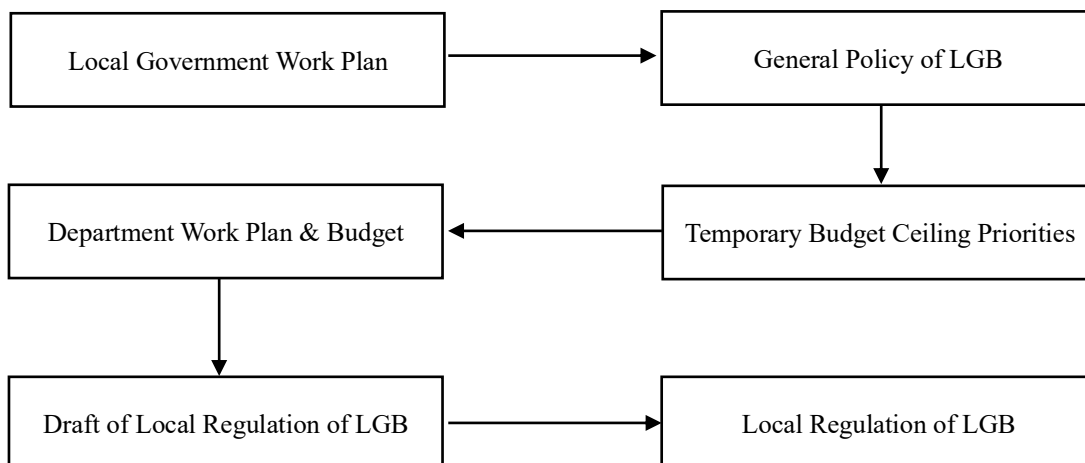 Local Government Work Plan
General Policy of LGB
Department Work Plan & Budget
Temporary Budget Ceiling Priorities
Draft of Local Regulation of LGB
Local Regulation of LGB